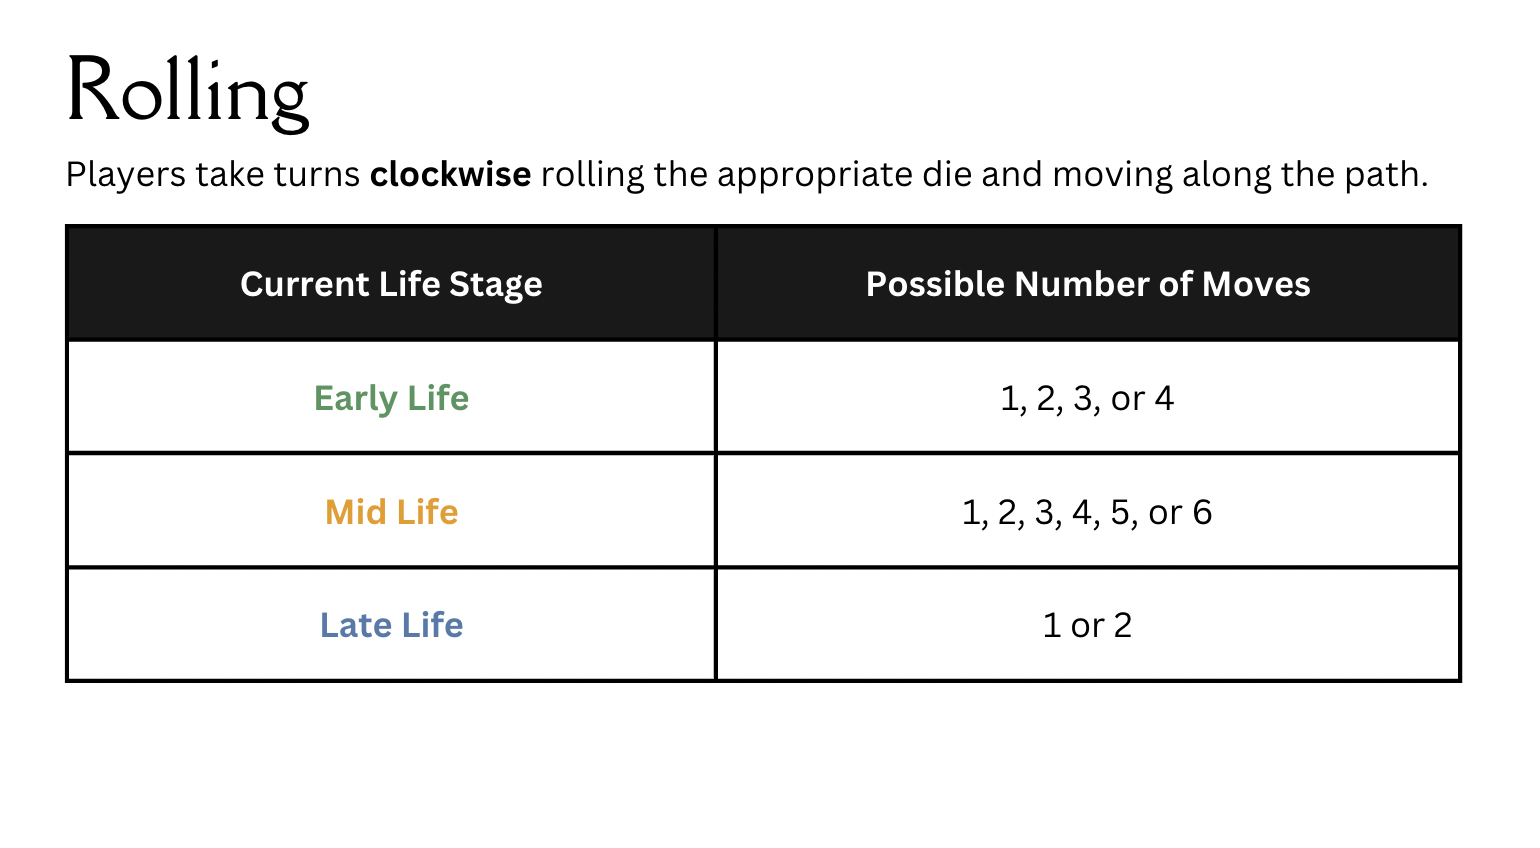 Rolling
Players take turns clockwise rolling the appropriate die and moving along the path.
Current Life Stage Possible Number of Moves
Early Life 1, 2, 3, or 4
Mid Life 1, 2, 3, 4, 5, or 6
Late Life 1 or 2